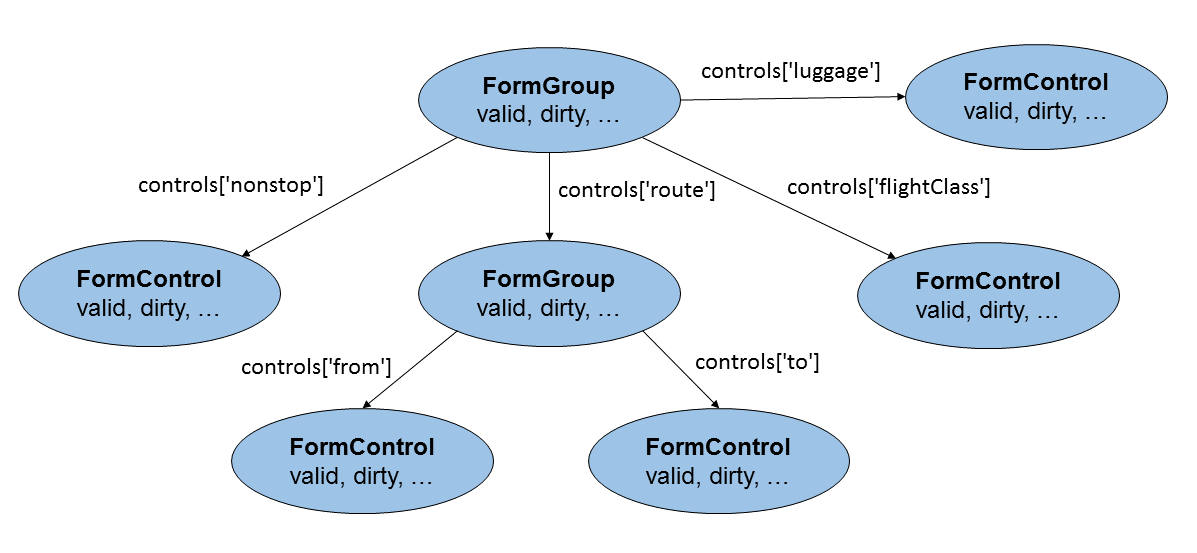 FormGroup
valid, dirty, …
controls['luggage']
FormControl
valid, dirty, …
controls['nonstop']
controls['route']
controls['flightClass']
FormControl
valid, dirty, …
FormGroup
valid, dirty, …
FormControl
valid, dirty, …
controls['from']
controls['to']
FormControl
valid, dirty, …
FormControl
valid, dirty, …